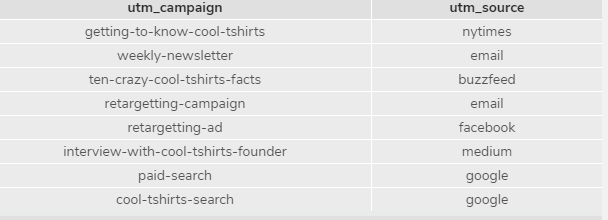 utm_campaign utm_source
getting-to-know-cool-tshirts nytimes
weekly-newsletter email
ten-crazy-cool-tshirts-facts buzzfeed
retargetting-campaign email
retargetting-ad facebook
interview-with-cool-tshirts-founder medium
paid-search google
cool-tshirts-search google